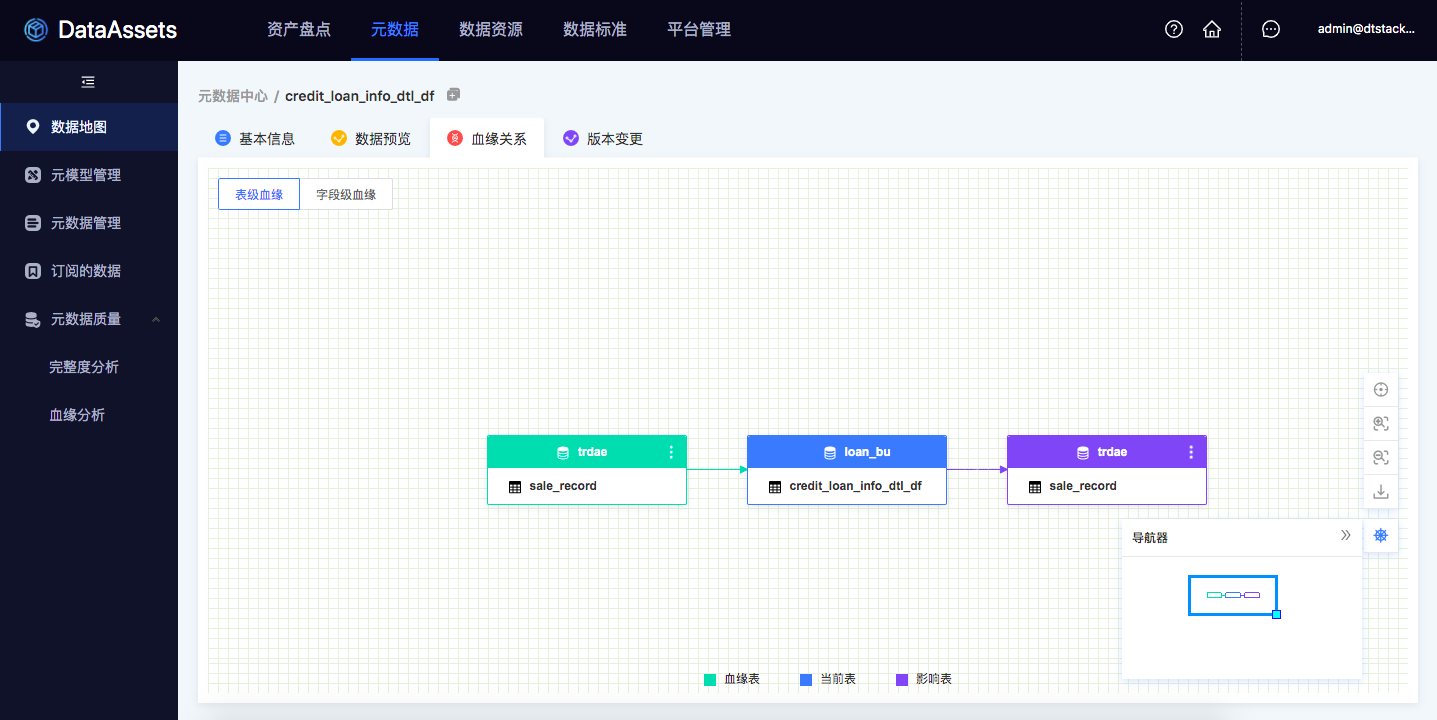 DataAssets
资产盘点
元数据
数据资源
数据标准
平台管理
admin@dtstack...
数据地图
元模型管理
元数据管理
订阅的数据
元数据质量
完整度分析
血缘分析
元数据中心 / credit_loan_info_dtl_df
基本信息
数据预览
血缘关系
版本变更
表级血缘
字段级血缘
trdae
sale_record
loan_bu
credit_loan_info_dtl_df
trdae
sale_record
导航器
血缘表
当前表
影响表